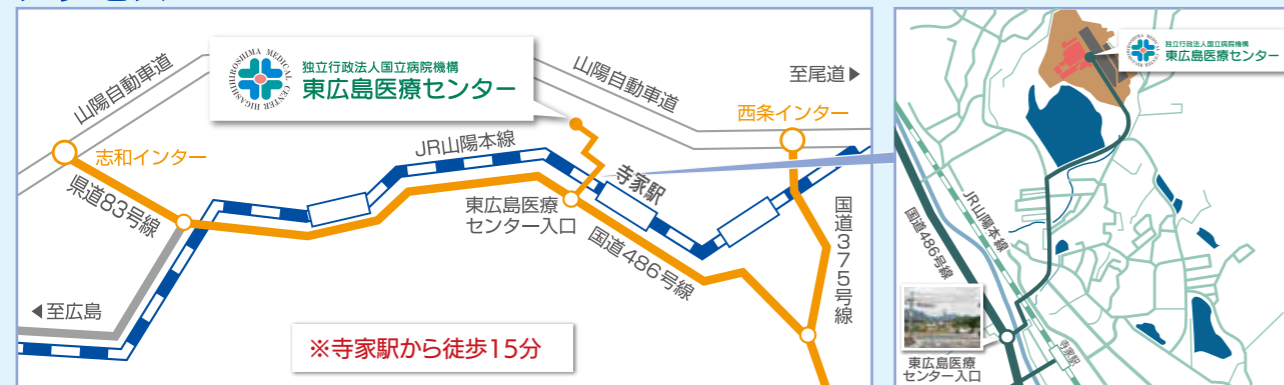 山陽自動車道
HIGASHIHIROSHIMA MEDICAL CENTER
独立行政法人国立病院機構
東広島医療センター
山陽自動車道
至尾道▶
西条インター
志和インター
JR山陽本線
寺家駅
県道83号線
東広島医療
センター入口
国道486号線
国道375号線
◀至広島
※寺家駅から徒歩15分
独立行政法人国立病院機構
東広島医療センター
JR山陽本線
国道486号線
寺家駅
東広島医療
センター入口